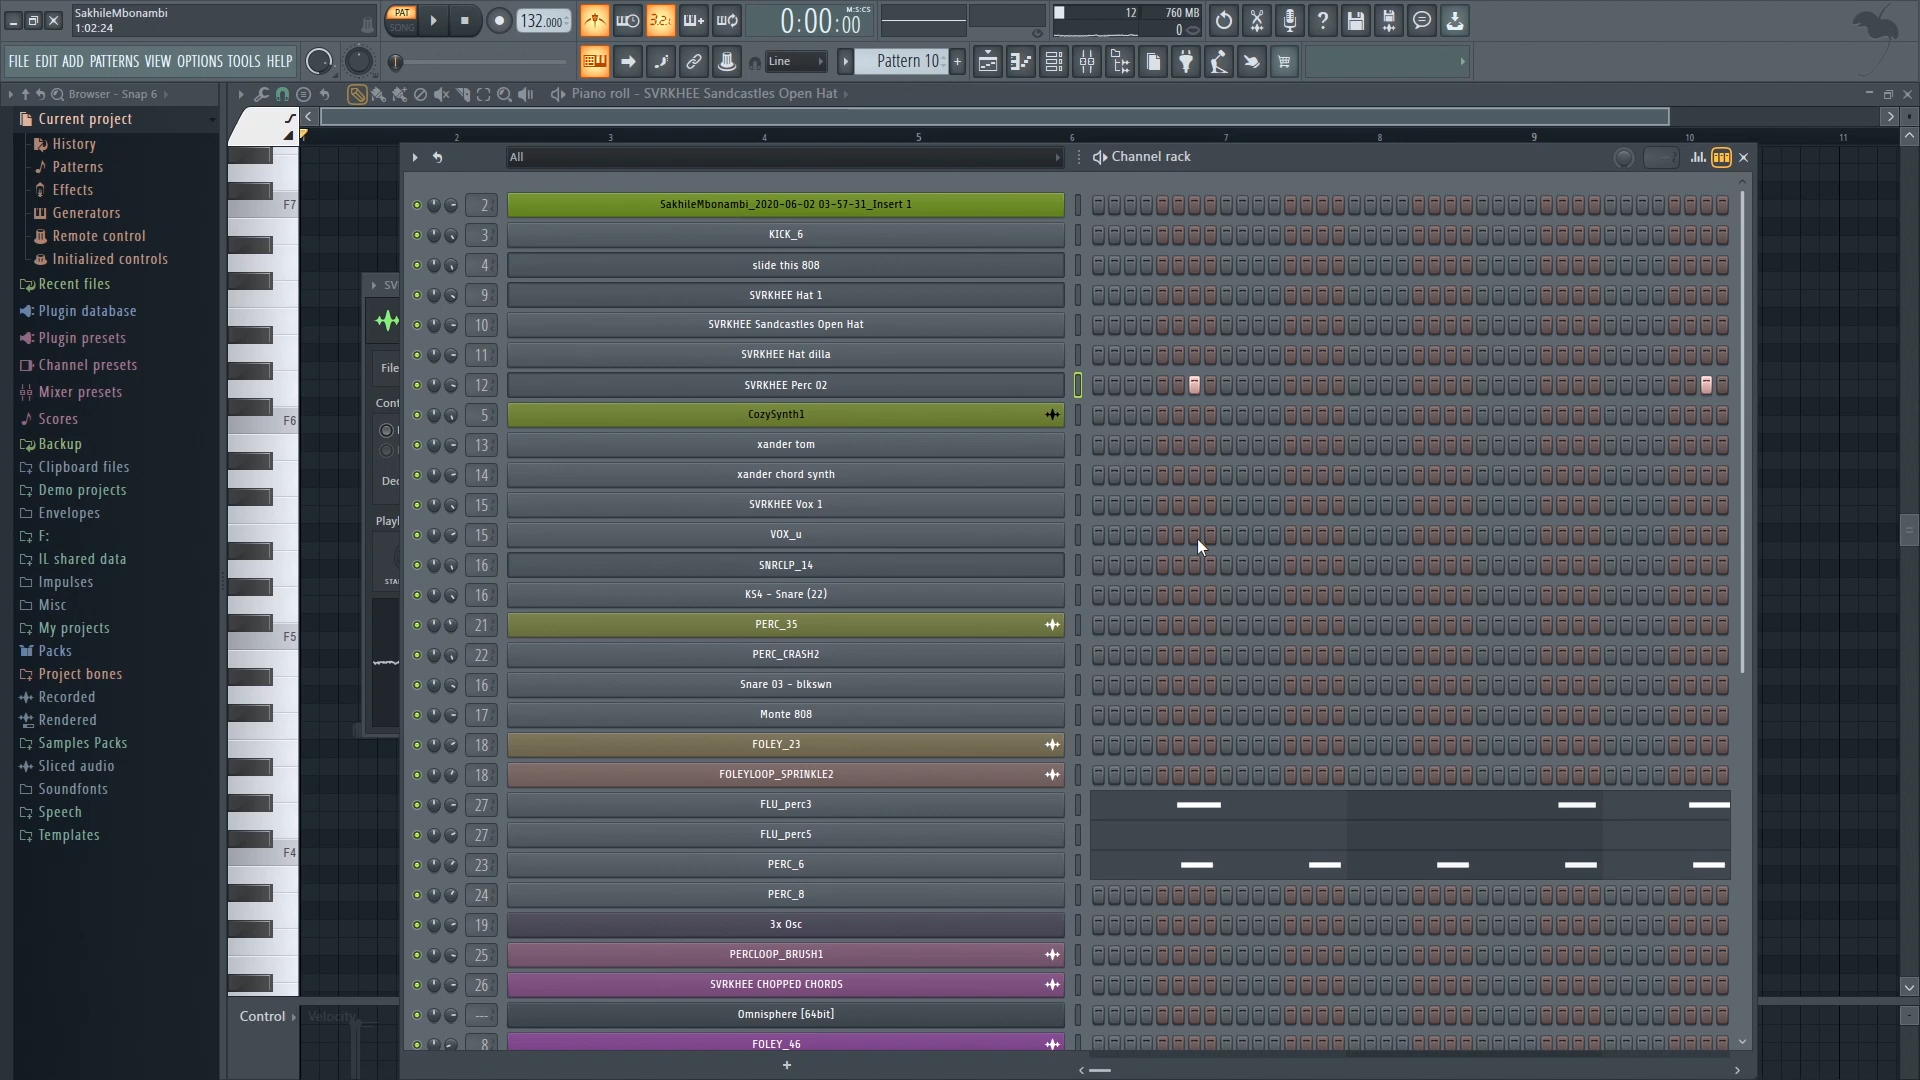 SakhileMbonambi
1:02:24
PAT
SONG
132.000
3.2.
0:00:00
M:S:CS
12
760 MB
0
FILE EDIT ADD PATTERNS VIEW OPTIONS TOOLS HELP
Line
Pattern 10
Browser - Snap 6
Piano roll - SVRKHEE Sandcastles Open Hat
Current project
History
Patterns
Effects
Generators
Remote control
Initialized controls
Recent files
Plugin database
Plugin presets
Channel presets
Mixer presets
Scores
Backup
Clipboard files
Demo projects
Envelopes
F:
IL shared data
Impulses
Misc
My projects
Packs
Project bones
Recorded
Rendered
Samples Packs
Sliced audio
Soundfonts
Speech
Templates
2 3 4 5 6 7 8 9 10 11
F7
F6
F5
F4
Control
Velocity
SV
File
Cont
Dec
Playl
STA
All
Channel rack
2 SakhileMbonambi_2020-06-02 03-57-31_Insert 1
3 KICK_6
4 slide this 808
9 SVRKHEE Hat 1
10 SVRKHEE Sandcastles Open Hat
11 SVRKHEE Hat dilla
12 SVRKHEE Perc 02
5 CozySynth1
13 xander tom
14 xander chord synth
15 SVRKHEE Vox 1
15 VOX_u
16 SNRCLP_14
16 KS4 - Snare (22)
21 PERC_35
22 PERC_CRASH2
16 Snare 03 - blkswn
17 Monte 808
18 FOLEY_23
18 FOLEYLOOP_SPRINKLE2
27 FLU_perc3
27 FLU_perc5
23 PERC_6
24 PERC_8
19 3x Osc
25 PERCLOOP_BRUSH1
26 SVRKHEE CHOPPED CHORDS
--- Omnisphere [64bit]
8 FOLEY_46